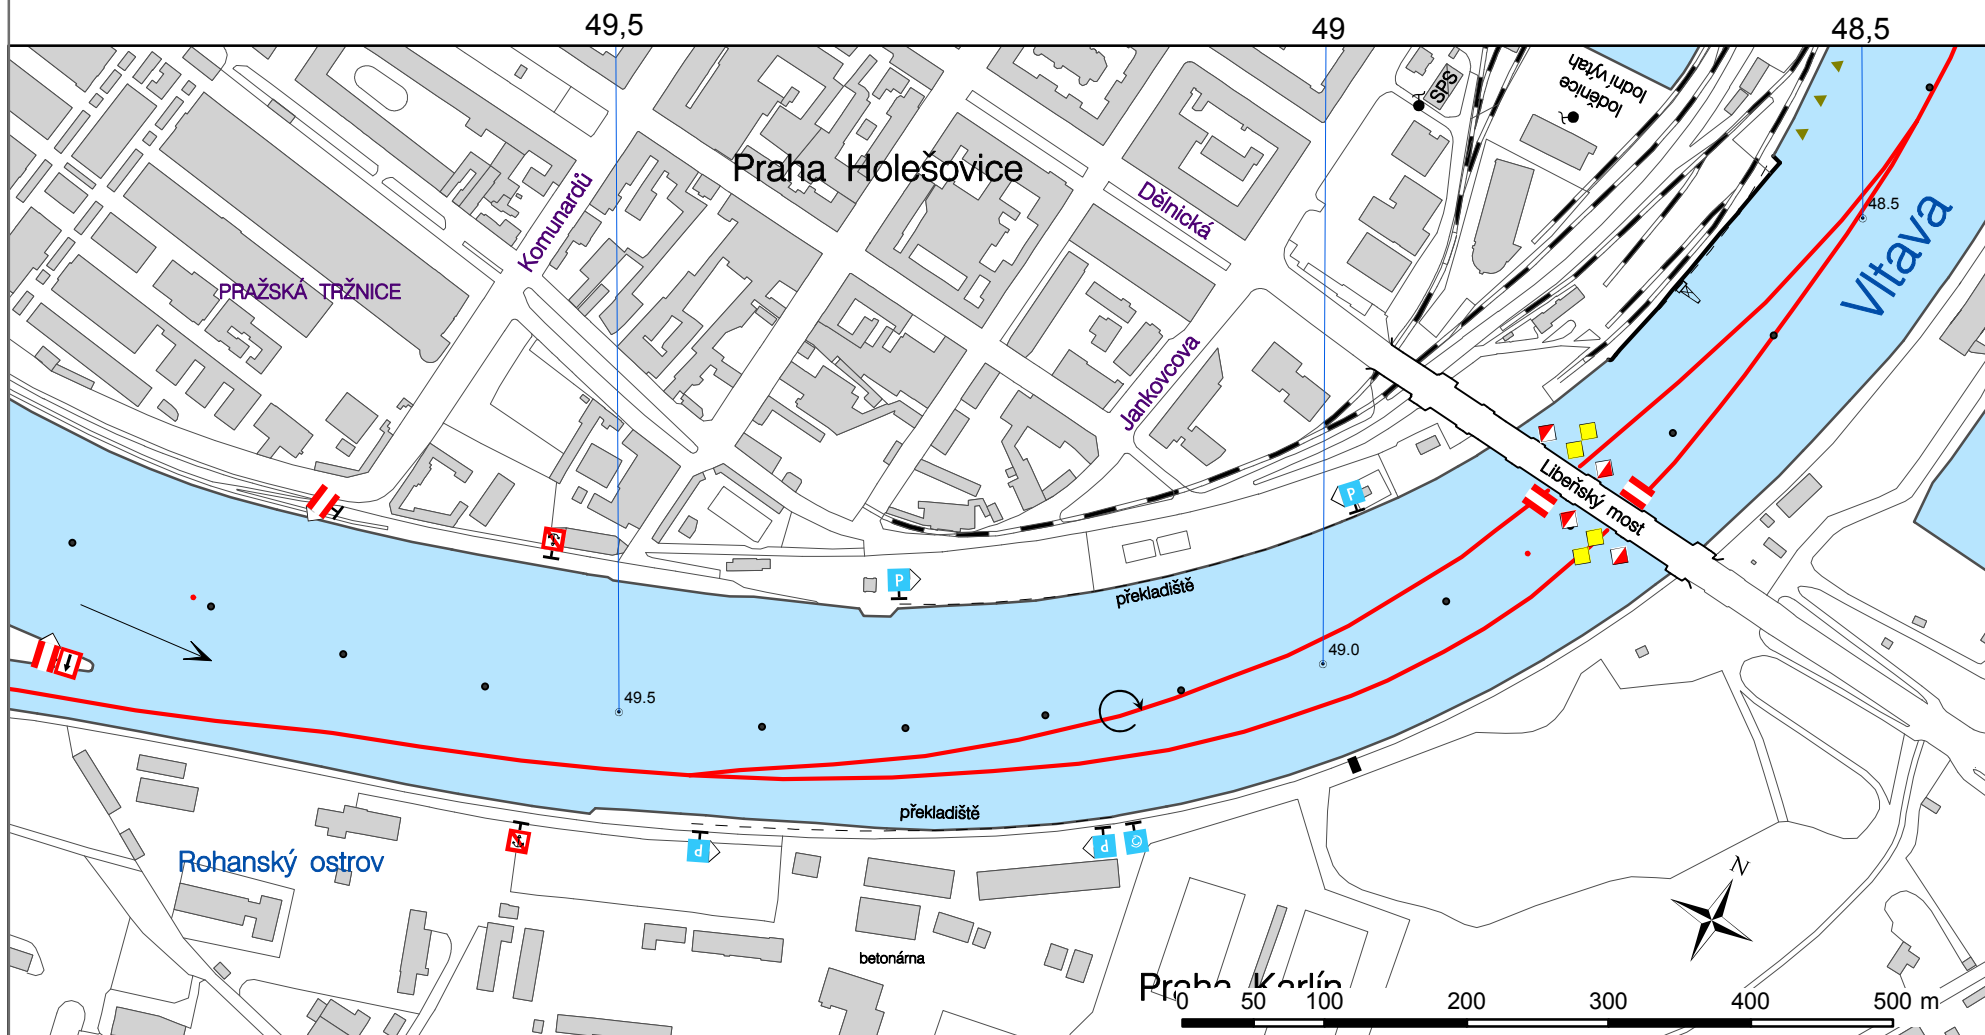 49,5
49
48,5
SPS
loděnice
lodní výtah
Praha Holešovice
Komunardů
Dělnická
48.5
Vltava
PRAŽSKÁ TRŽNICE
Jankovcova
Libeňský most
P
P
překladiště
49.0
49.5
překladiště
P
P
Rohanský ostrov
N
betonárna
Praha Karlín
0 50 100 200 300 400 500 m